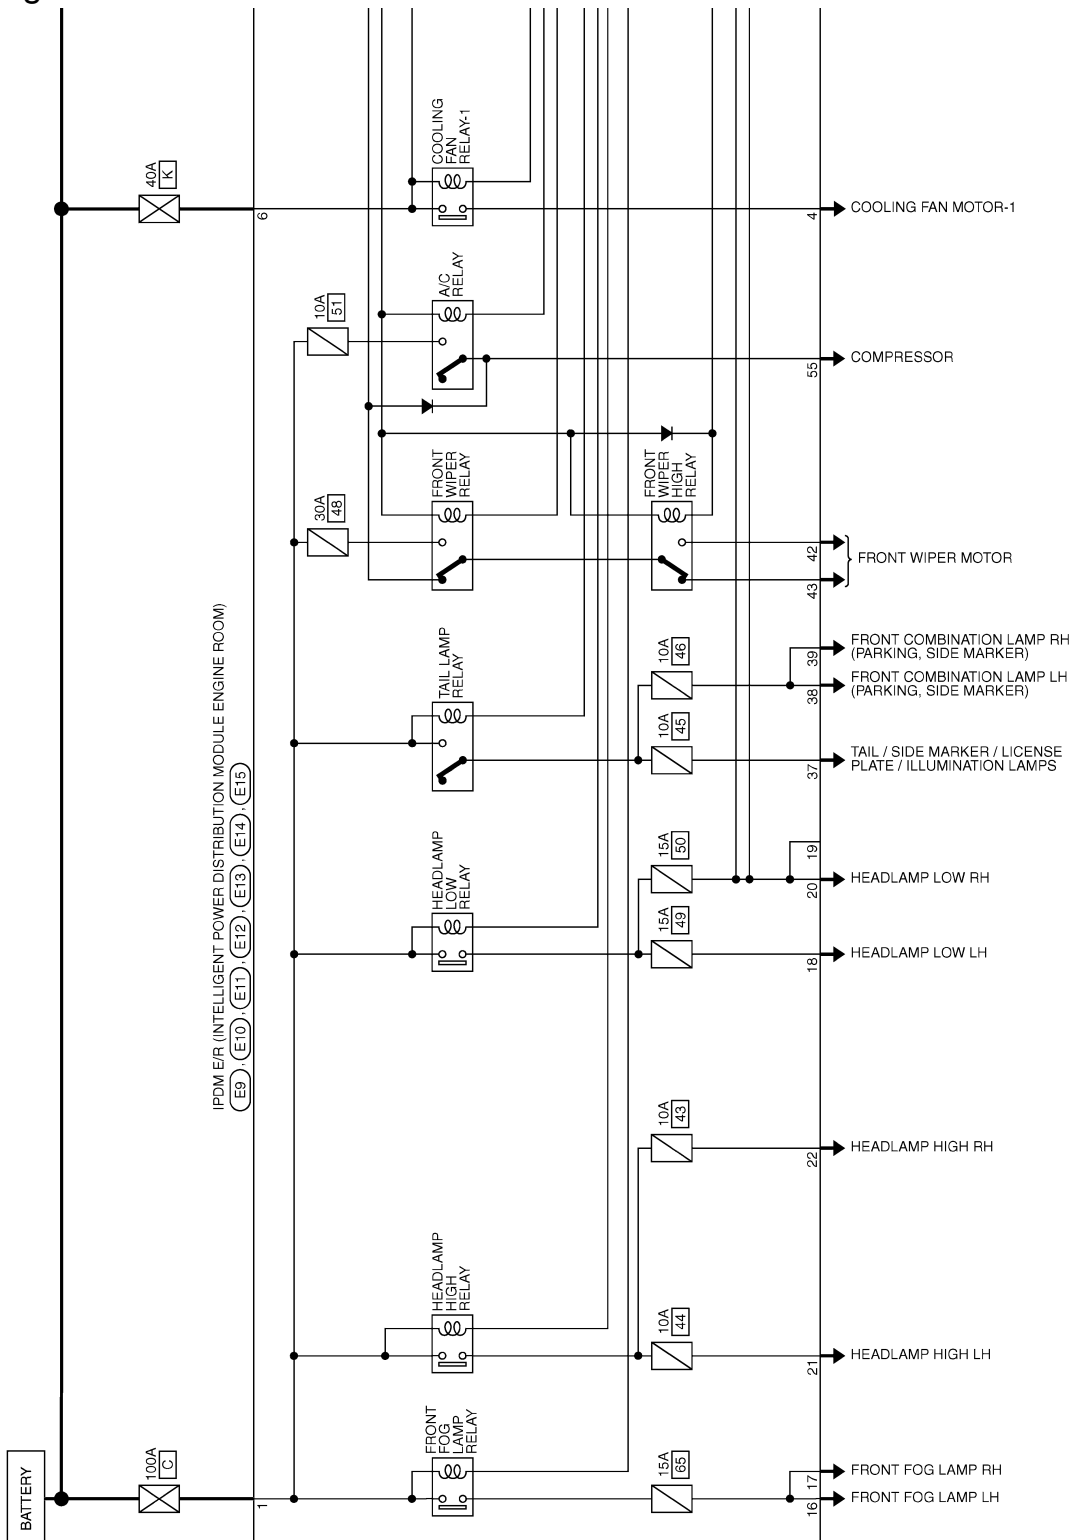 g
COOLING
FAN
RELAY-1
40A
K
6
4
COOLING FAN MOTOR-1
A/C
RELAY
10A
51
55
COMPRESSOR
FRONT
WIPER
RELAY
FRONT
WIPER
HIGH
RELAY
30A
48
42
FRONT WIPER MOTOR
43
IPDM E/R (INTELLIGENT POWER DISTRIBUTION MODULE ENGINE ROOM)
E9 , E10 , E11 , E12 , E13 , E14 , E15
TAIL LAMP
RELAY
10A
46
39
FRONT COMBINATION LAMP RH
(PARKING, SIDE MARKER)
38
FRONT COMBINATION LAMP LH
(PARKING, SIDE MARKER)
10A
45
37
TAIL / SIDE MARKER / LICENSE
PLATE / ILLUMINATION LAMPS
HEADLAMP
LOW
RELAY
15A
50
19
20
HEADLAMP LOW RH
15A
49
18
HEADLAMP LOW LH
10A
43
22
HEADLAMP HIGH RH
HEADLAMP
HIGH
RELAY
10A
44
21
HEADLAMP HIGH LH
BATTERY
100A
C
1
FRONT
FOG
LAMP
RELAY
15A
65
17
FRONT FOG LAMP RH
16
FRONT FOG LAMP LH